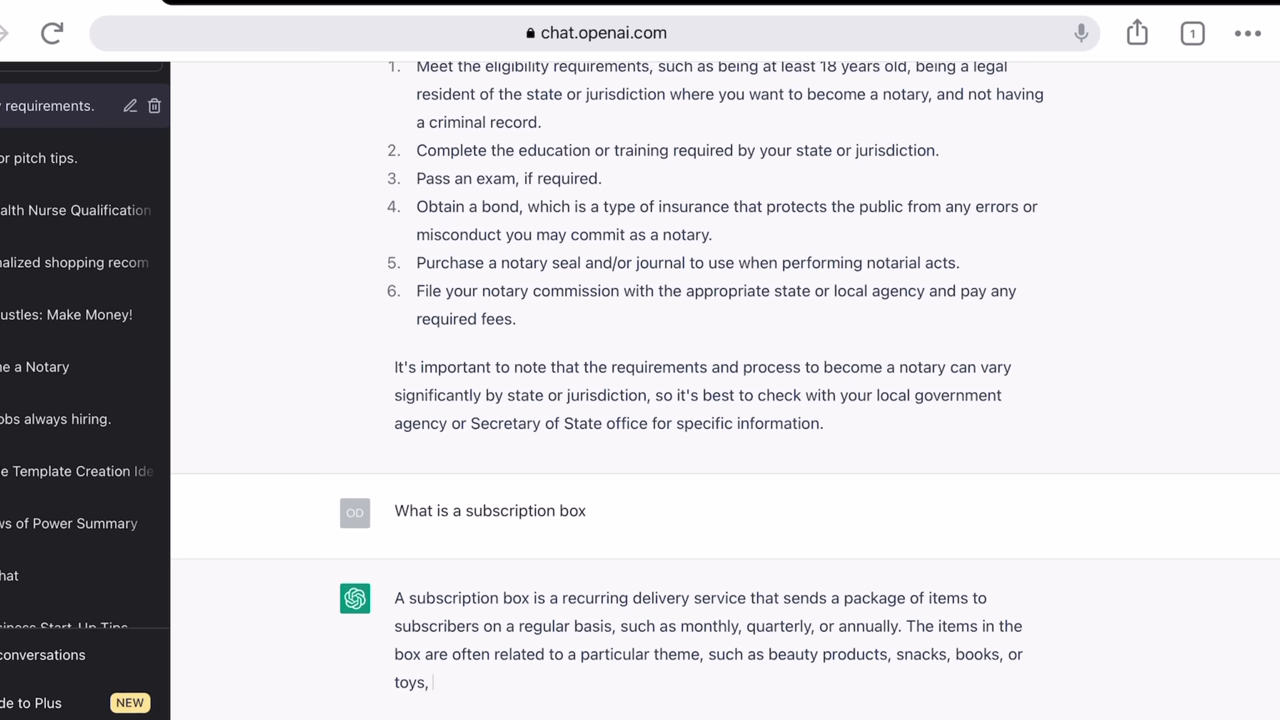 chat.openai.com
1
1. Meet the eligibility requirements, such as being at least 18 years old, being a legal
resident of the state or jurisdiction where you want to become a notary, and not having
a criminal record.
2. Complete the education or training required by your state or jurisdiction.
3. Pass an exam, if required.
4. Obtain a bond, which is a type of insurance that protects the public from any errors or
misconduct you may commit as a notary.
5. Purchase a notary seal and/or journal to use when performing notarial acts.
6. File your notary commission with the appropriate state or local agency and pay any
required fees.
It's important to note that the requirements and process to become a notary can vary
significantly by state or jurisdiction, so it's best to check with your local government
agency or Secretary of State office for specific information.
OD
What is a subscription box
A subscription box is a recurring delivery service that sends a package of items to
subscribers on a regular basis, such as monthly, quarterly, or annually. The items in the
box are often related to a particular theme, such as beauty products, snacks, books, or
toys,
requirements.
or pitch tips.
alth Nurse Qualification
nalized shopping recom
ustles: Make Money!
e a Notary
obs always hiring.
e Template Creation Ide
ws of Power Summary
hat
iness Start-Up Tips
conversations
de to Plus
NEW